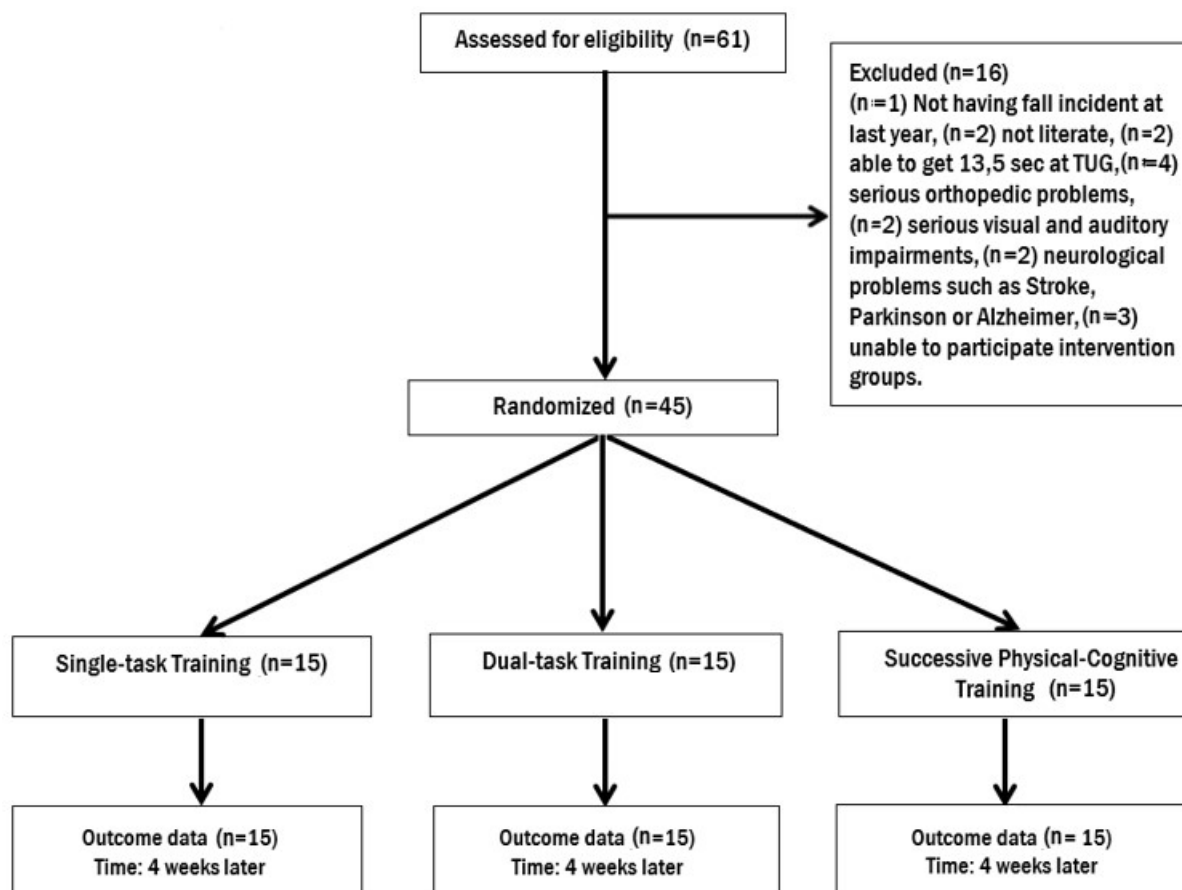 Assessed for eligibility (n=61)
Excluded (n=16)
(n=1) Not having fall incident at
last year, (n=2) not literate, (n=2)
able to get 13,5 sec at TUG,(n=4)
serious orthopedic problems,
(n=2) serious visual and auditory
impairments, (n=2) neurological
problems such as Stroke,
Parkinson or Alzheimer, (n=3)
unable to participate intervention
groups.
Randomized (n=45)
Single-task Training (n=15)
Dual-task Training (n=15)
Successive Physical-Cognitive
Training (n=15)
Outcome data (n=15)
Time: 4 weeks later
Outcome data (n=15)
Time: 4 weeks later
Outcome data (n= 15)
Time: 4 weeks later